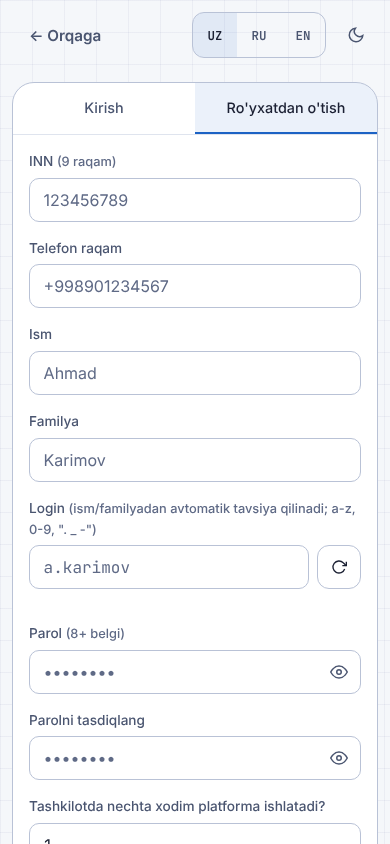 ← Orqaga
UZ RU EN
Kirish
Ro'yxatdan o'tish
INN (9 raqam)
123456789
Telefon raqam
+998901234567
Ism
Ahmad
Familya
Karimov
Login (ism/familyadan avtomatik tavsiya qilinadi; a-z,
0-9, ". _ -")
a.karimov
Parol (8+ belgi)
••••••••
Parolni tasdiqlang
••••••••
Tashkilotda nechta xodim platforma ishlatadi?
1